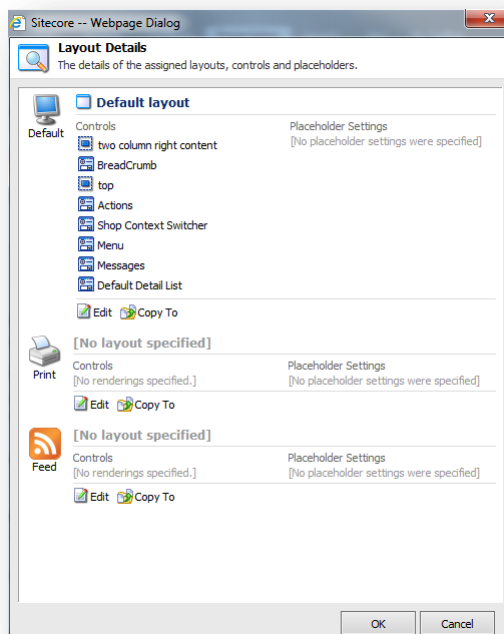 Sitecore -- Webpage Dialog
X
Layout Details
The details of the assigned layouts, controls and placeholders.
Default
Default layout
Controls
Placeholder Settings
two column right content
[No placeholder settings were specified]
BreadCrumb
top
Actions
Shop Context Switcher
Menu
Messages
Default Detail List
Edit Copy To
Print
[No layout specified]
Controls
Placeholder Settings
[No renderings specified.]
[No placeholder settings were specified]
Edit Copy To
Feed
[No layout specified]
Controls
Placeholder Settings
[No renderings specified.]
[No placeholder settings were specified]
Edit Copy To
OK
Cancel